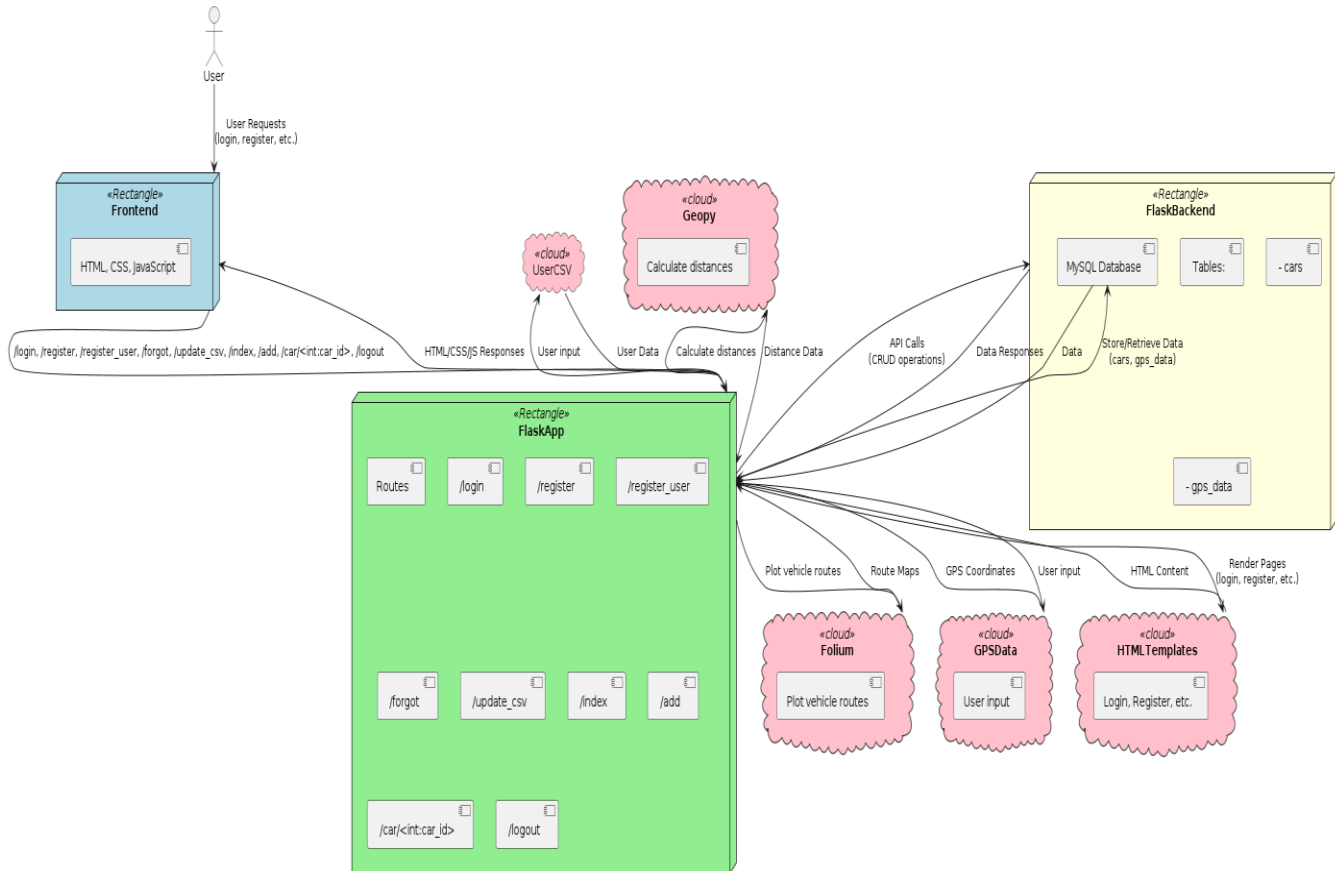 User
User Requests
(login, register, etc.)
«Rectangle»
Frontend
HTML, CSS, JavaScript
«cloud»
UserCSV
«cloud»
Geopy
Calculate distances
«Rectangle»
FlaskBackend
MySQL Database
Tables:
- cars
- gps_data
/login, /register, /register_user, /forgot, /update_csv, /index, /add, /car/<int:car_id>, /logout
HTML/CSS/JS Responses
User input
User Data
Calculate distances
Distance Data
API Calls
(CRUD operations)
Data Responses
Data
Store/Retrieve Data
(cars, gps_data)
«Rectangle»
FlaskApp
Routes
/login
/register
/register_user
/forgot
/update_csv
/index
/add
/car/<int:car_id>
/logout
Plot vehicle routes
Route Maps
GPS Coordinates
User input
HTML Content
Render Pages
(login, register, etc.)
«cloud»
Folium
Plot vehicle routes
«cloud»
GPSData
User input
«cloud»
HTMLTemplates
Login, Register, etc.